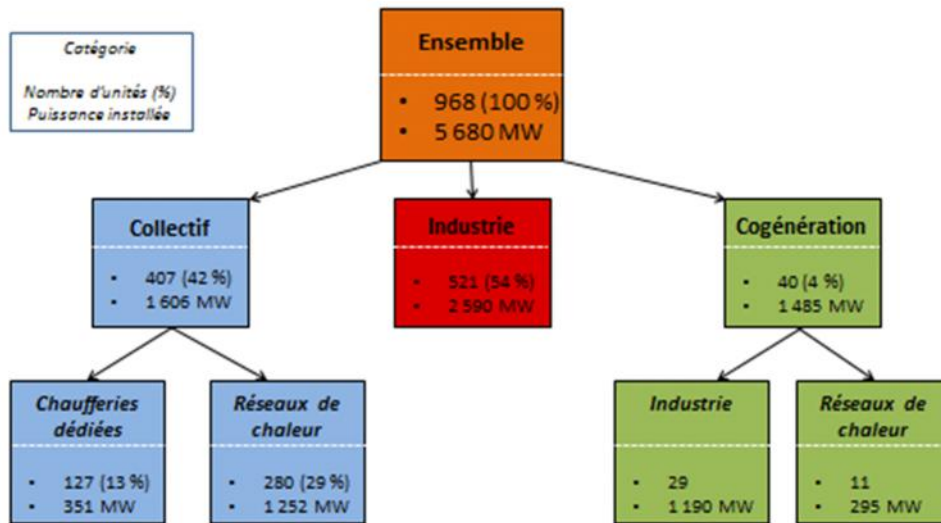 Catégorie
Nombre d'unités (%)
Puissance installée
Ensemble
• 968 (100 %)
• 5 680 MW
Collectif
• 407 (42 %)
• 1 606 MW
Industrie
• 521 (54 %)
• 2 590 MW
Cogénération
• 40 (4 %)
• 1 485 MW
Chaufferies
dédiées
• 127 (13 %)
• 351 MW
Réseaux de
chaleur
• 280 (29 %)
• 1 252 MW
Industrie
• 29
• 1 190 MW
Réseaux de
chaleur
• 11
• 295 MW